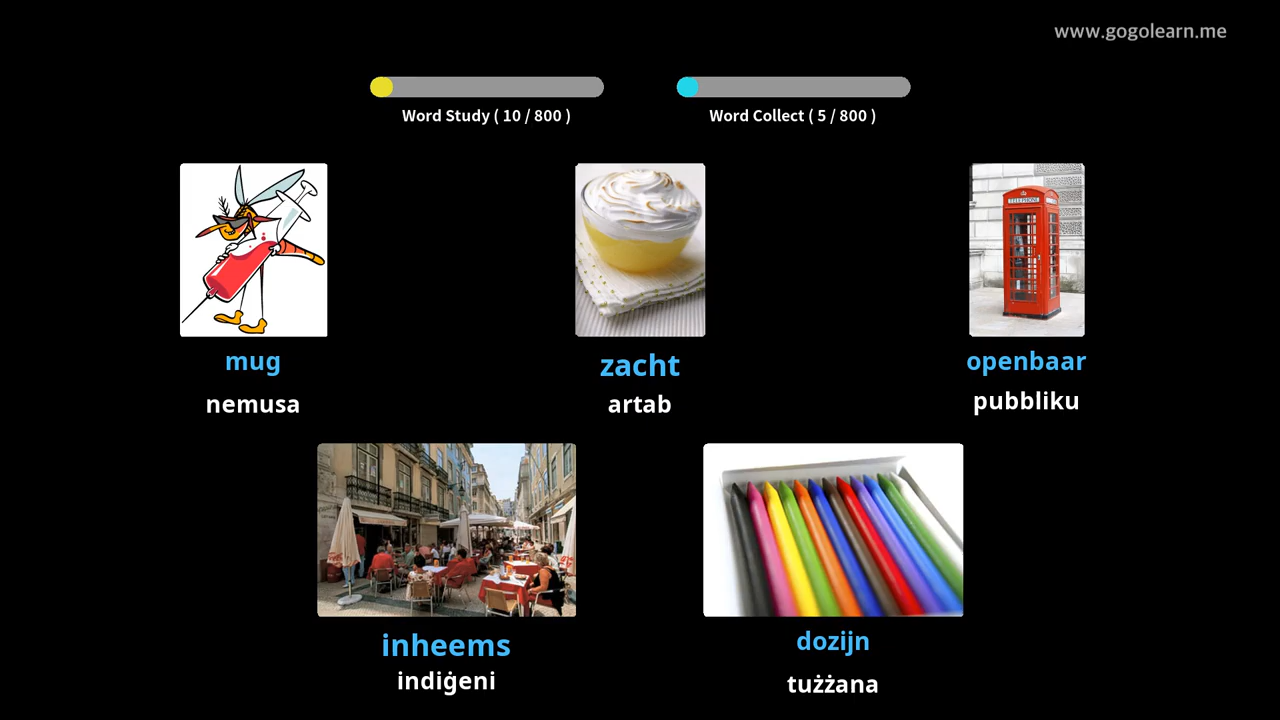 www.gogolearn.me
Word Study ( 10 / 800 )
Word Collect ( 5 / 800 )
TELEPHONE
mug
zacht
openbaar
nemusa
artab
pubbliku
inheems
dozijn
indiġeni
tużżana